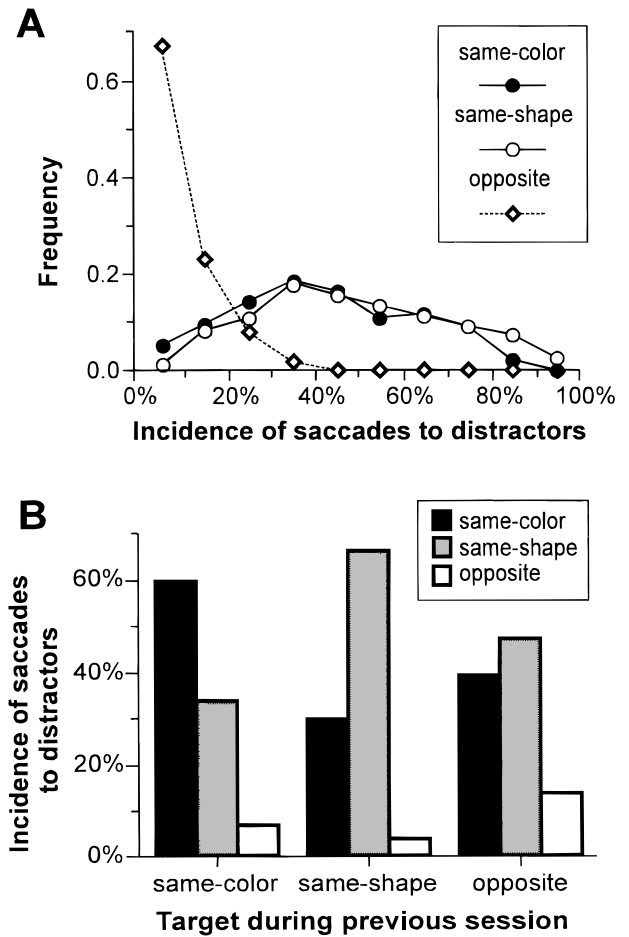 A
same-color
same-shape
opposite
0.6
0.4
0.2
0.0
Frequency
0% 20% 40% 60% 80% 100%
Incidence of saccades to distractors
B
same-color
same-shape
opposite
60%
40%
20%
0%
Incidence of saccades
to distractors
same-color same-shape opposite
Target during previous session